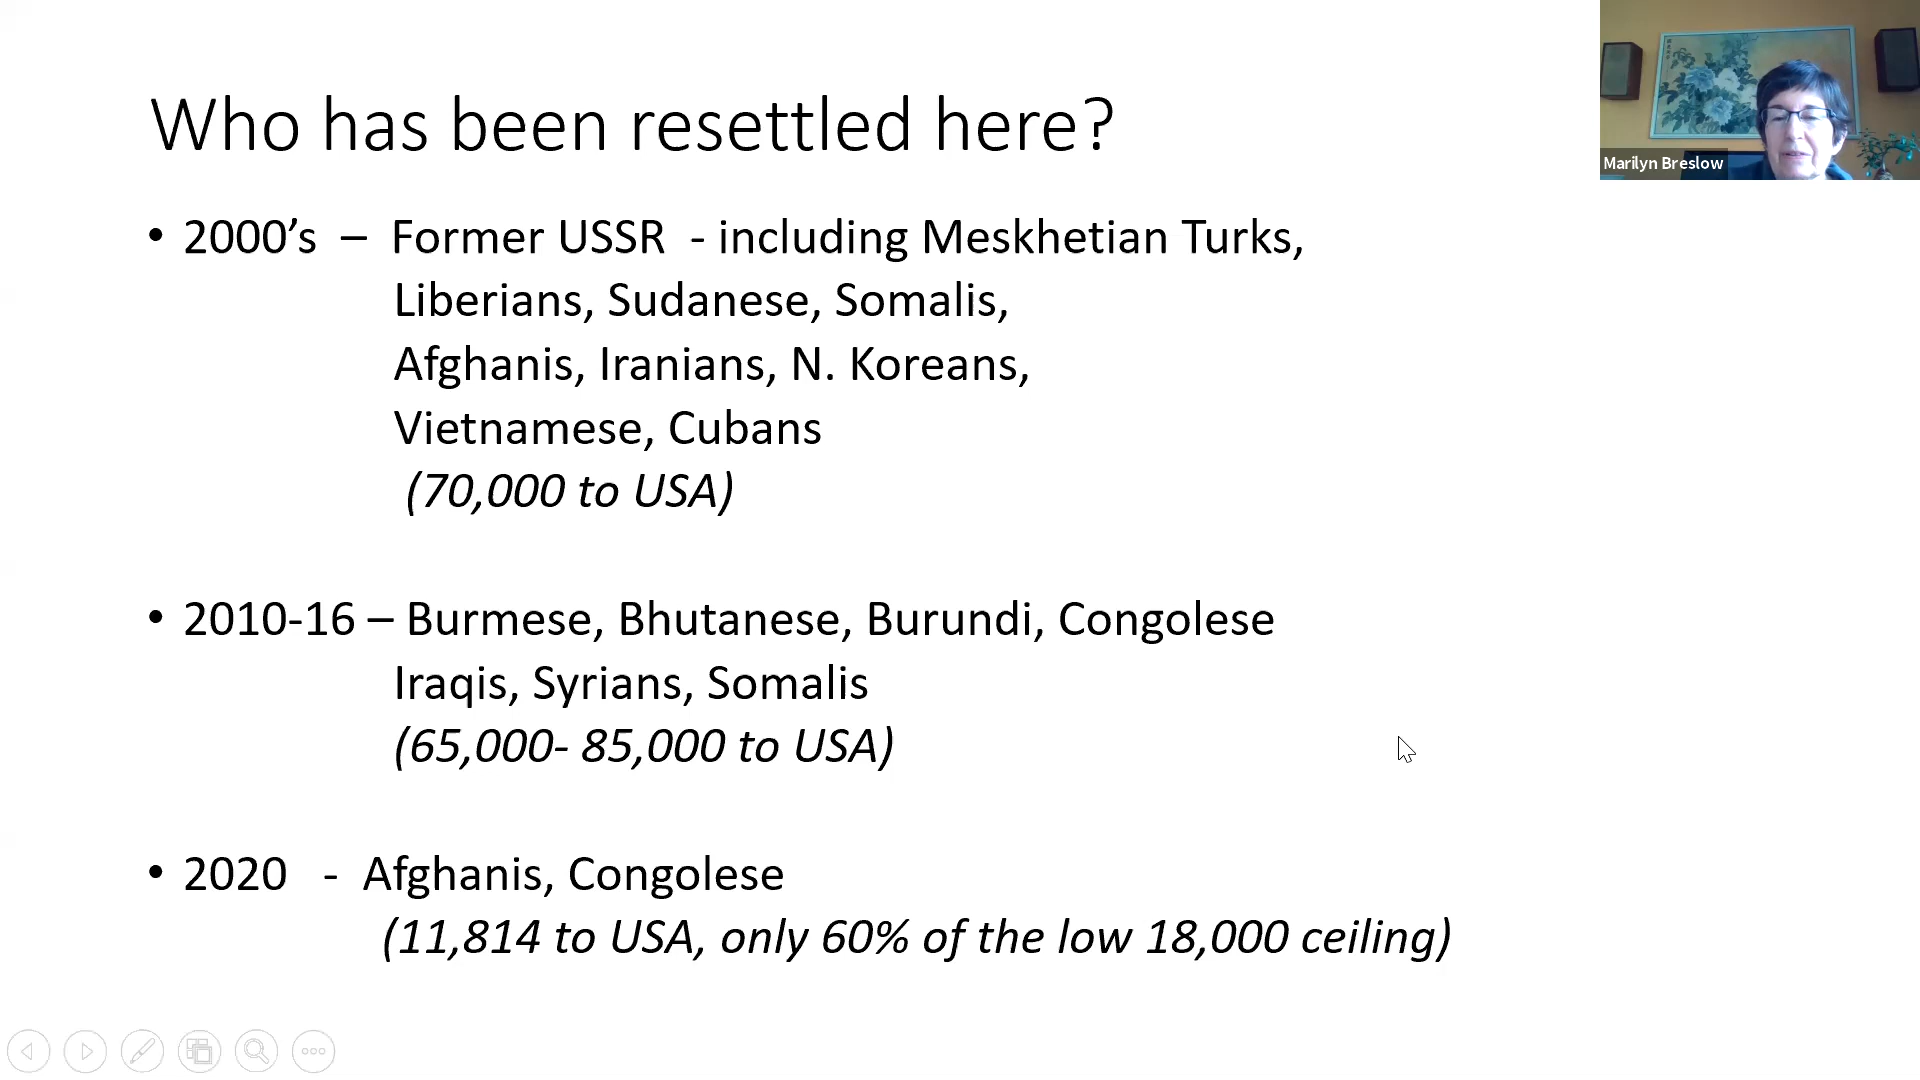 Who has been resettled here?
Marilyn Breslow
• 2000’s – Former USSR - including Meskhetian Turks,
Liberians, Sudanese, Somalis,
Afghanis, Iranians, N. Koreans,
Vietnamese, Cubans
(70,000 to USA)
• 2010-16 – Burmese, Bhutanese, Burundi, Congolese
Iraqis, Syrians, Somalis
(65,000- 85,000 to USA)
• 2020 - Afghanis, Congolese
(11,814 to USA, only 60% of the low 18,000 ceiling)